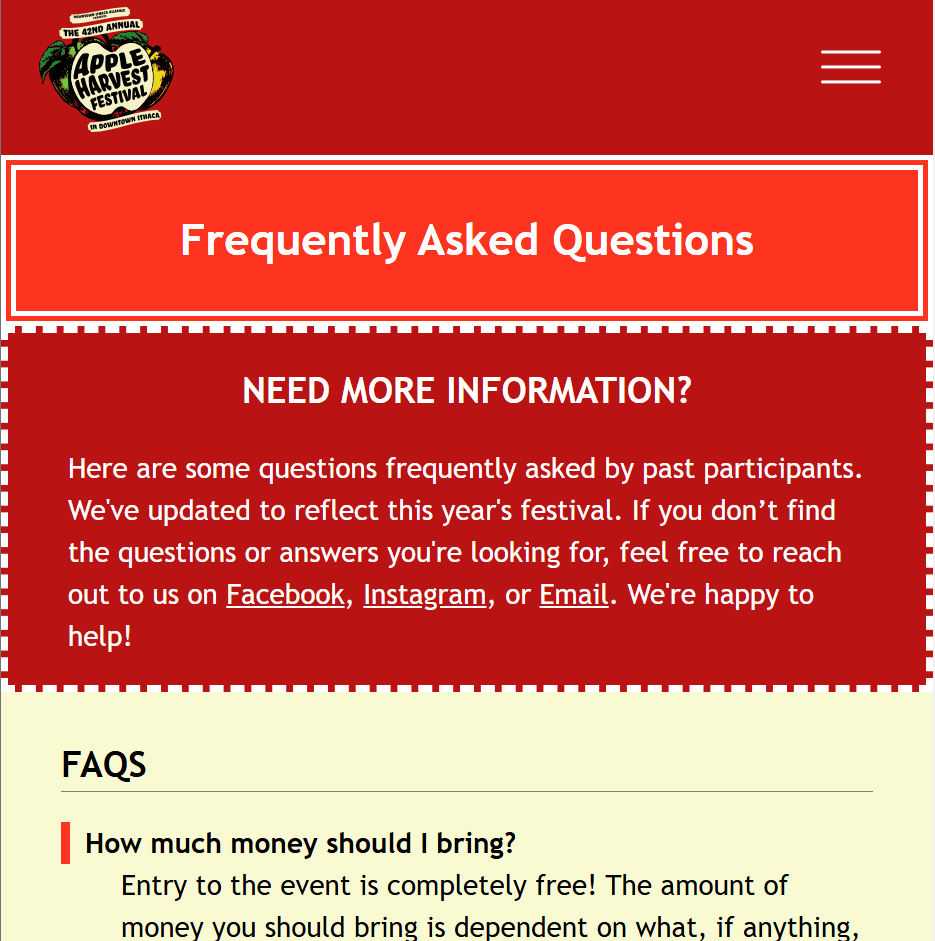 DOWNTOWN ITHACA ALLIANCE
PRESENTS
THE 42ND ANNUAL
APPLE
HARVEST
FESTIVAL
IN DOWNTOWN ITHACA
Frequently Asked Questions
NEED MORE INFORMATION?
Here are some questions frequently asked by past participants.
We've updated to reflect this year's festival. If you don’t find
the questions or answers you're looking for, feel free to reach
out to us on Facebook, Instagram, or Email. We're happy to
help!
FAQS
How much money should I bring?
Entry to the event is completely free! The amount of
money you should bring is dependent on what, if anything,